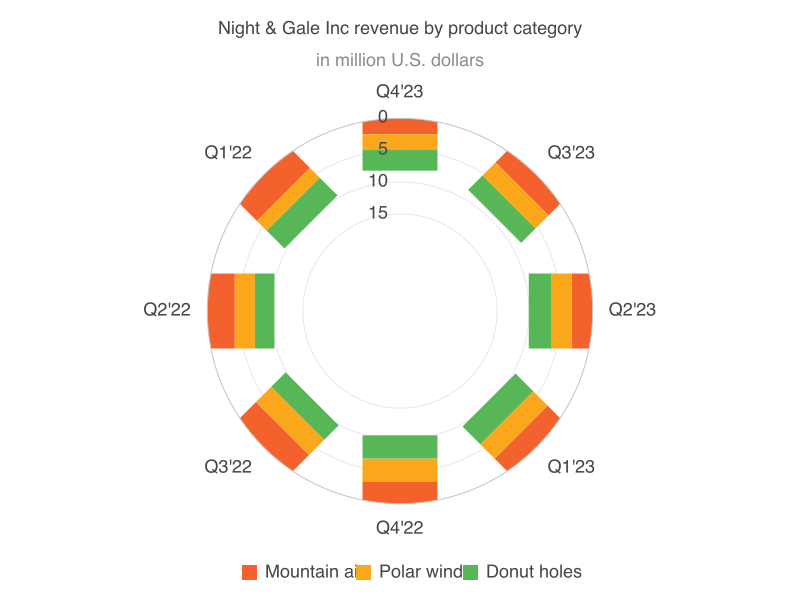 Night & Gale Inc revenue by product category
in million U.S. dollars
Q4'23
0
Q1'22
Q3'23
5
10
15
Q2'22
Q2'23
Q3'22
Q1'23
Q4'22
Mountain ai Polar wind Donut holes